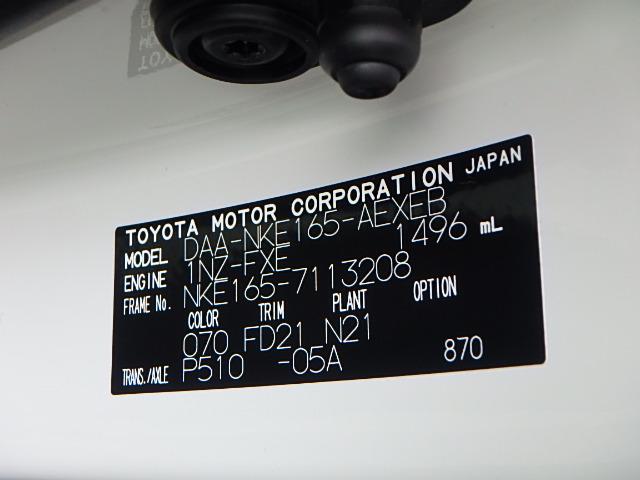 TOYOTA MOTOR CORPORATION JAPAN
MODEL DAA-NKE165-AEXEB
ENGINE 1NZ-FXE 1496 mL
FRAME No. NKE165-7113208
COLOR TRIM PLANT OPTION
070 FD21 N21
TRANS./AXLE P510 -05A 870